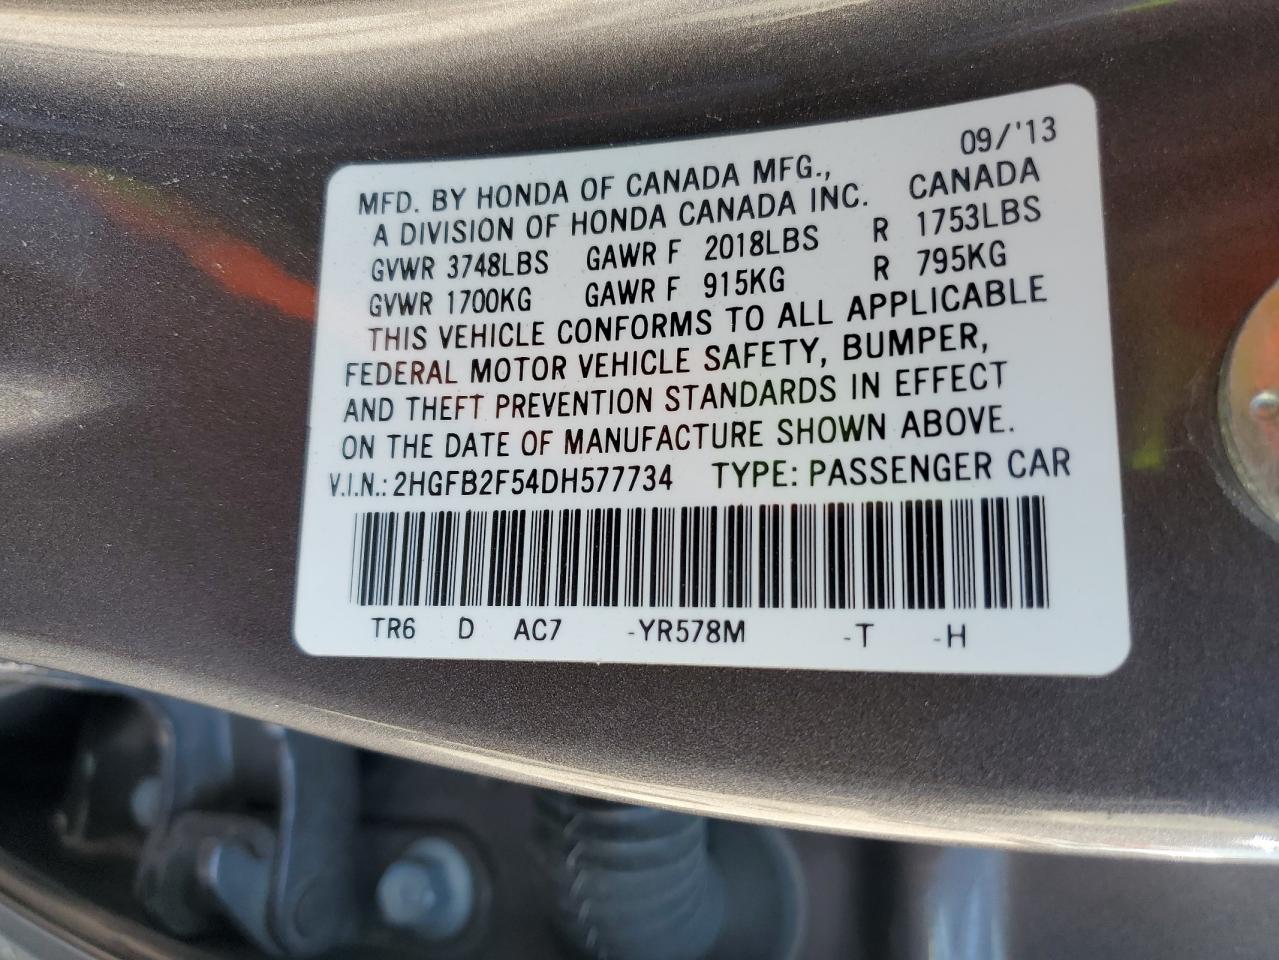 09/'13
MFD. BY HONDA OF CANADA MFG., CANADA
A DIVISION OF HONDA CANADA INC.
GVWR 3748LBS GAWR F 2018LBS R 1753LBS
GVWR 1700KG GAWR F 915KG R 795KG
THIS VEHICLE CONFORMS TO ALL APPLICABLE
FEDERAL MOTOR VEHICLE SAFETY, BUMPER,
AND THEFT PREVENTION STANDARDS IN EFFECT
ON THE DATE OF MANUFACTURE SHOWN ABOVE.
V.I.N.: 2HGFB2F54DH577734 TYPE: PASSENGER CAR
TR6 D AC7 -YR578M -T -H